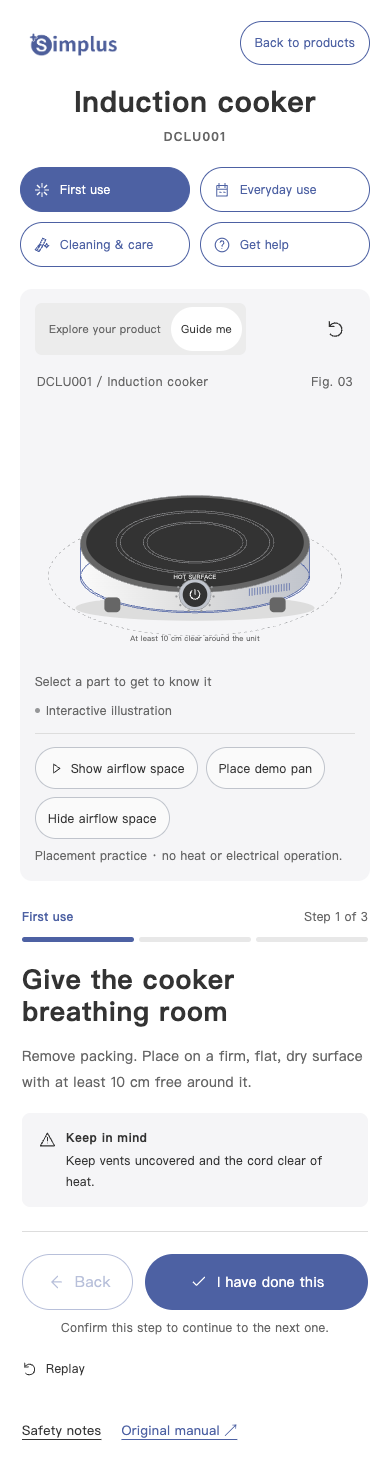 Simplus
Back to products
Induction cooker
DCLU001
First use
Everyday use
Cleaning & care
Get help
Explore your product
Guide me
DCLU001 / Induction cooker
Fig. 03
HOT SURFACE
At least 10 cm clear around the unit
Select a part to get to know it
Interactive illustration
Show airflow space
Place demo pan
Hide airflow space
Placement practice · no heat or electrical operation.
First use
Step 1 of 3
Give the cooker
breathing room
Remove packing. Place on a firm, flat, dry surface
with at least 10 cm free around it.
Keep in mind
Keep vents uncovered and the cord clear of
heat.
Back
I have done this
Confirm this step to continue to the next one.
Replay
Safety notes
Original manual ↗